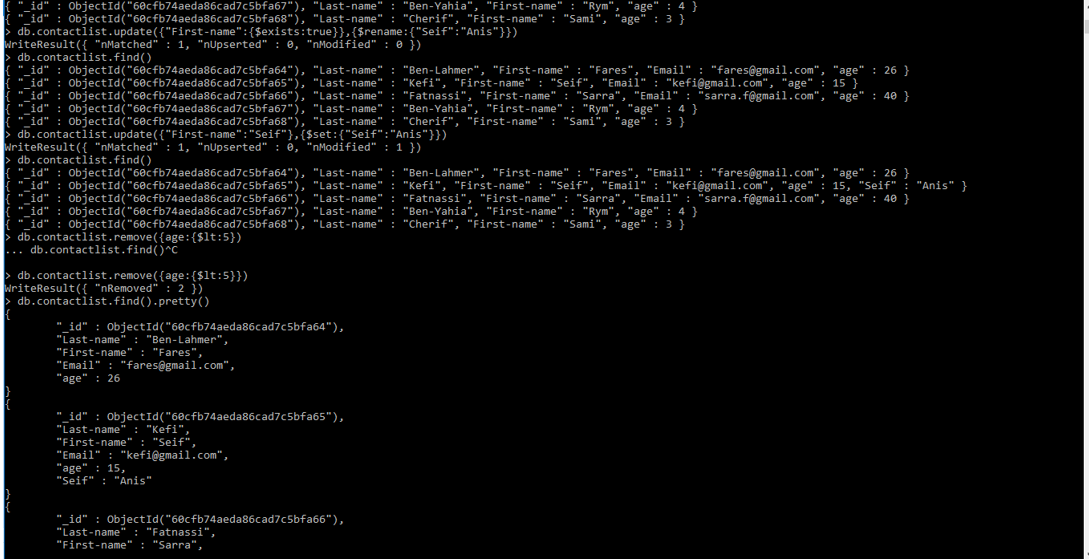 { "_id" : ObjectId("60cfb74aeda86cad7c5bfa67"), "Last-name" : "Ben-Yahia", "First-name" : "Rym", "age" : 4 }
{ "_id" : ObjectId("60cfb74aeda86cad7c5bfa68"), "Last-name" : "Cherif", "First-name" : "Sami", "age" : 3 }
> db.contactlist.update({"First-name":{$exists:true}},{$rename:{"Seif":"Anis"}})
WriteResult({ "nMatched" : 1, "nUpserted" : 0, "nModified" : 0 })
> db.contactlist.find()
{ "_id" : ObjectId("60cfb74aeda86cad7c5bfa64"), "Last-name" : "Ben-Lahmer", "First-name" : "Fares", "Email" : "fares@gmail.com", "age" : 26 }
{ "_id" : ObjectId("60cfb74aeda86cad7c5bfa65"), "Last-name" : "Kefi", "First-name" : "Seif", "Email" : "kefi@gmail.com", "age" : 15 }
{ "_id" : ObjectId("60cfb74aeda86cad7c5bfa66"), "Last-name" : "Fatnassi", "First-name" : "Sarra", "Email" : "sarra.f@gmail.com", "age" : 40 }
{ "_id" : ObjectId("60cfb74aeda86cad7c5bfa67"), "Last-name" : "Ben-Yahia", "First-name" : "Rym", "age" : 4 }
{ "_id" : ObjectId("60cfb74aeda86cad7c5bfa68"), "Last-name" : "Cherif", "First-name" : "Sami", "age" : 3 }
> db.contactlist.update({"First-name":"Seif"},{$set:{"Seif":"Anis"}})
WriteResult({ "nMatched" : 1, "nUpserted" : 0, "nModified" : 1 })
> db.contactlist.find()
{ "_id" : ObjectId("60cfb74aeda86cad7c5bfa64"), "Last-name" : "Ben-Lahmer", "First-name" : "Fares", "Email" : "fares@gmail.com", "age" : 26 }
{ "_id" : ObjectId("60cfb74aeda86cad7c5bfa65"), "Last-name" : "Kefi", "First-name" : "Seif", "Email" : "kefi@gmail.com", "age" : 15, "Seif" : "Anis" }
{ "_id" : ObjectId("60cfb74aeda86cad7c5bfa66"), "Last-name" : "Fatnassi", "First-name" : "Sarra", "Email" : "sarra.f@gmail.com", "age" : 40 }
{ "_id" : ObjectId("60cfb74aeda86cad7c5bfa67"), "Last-name" : "Ben-Yahia", "First-name" : "Rym", "age" : 4 }
{ "_id" : ObjectId("60cfb74aeda86cad7c5bfa68"), "Last-name" : "Cherif", "First-name" : "Sami", "age" : 3 }
> db.contactlist.remove({age:{$lt:5})
... db.contactlist.find()^C
> db.contactlist.remove({age:{$lt:5}})
WriteResult({ "nRemoved" : 2 })
> db.contactlist.find().pretty()
{
"_id" : ObjectId("60cfb74aeda86cad7c5bfa64"),
"Last-name" : "Ben-Lahmer",
"First-name" : "Fares",
"Email" : "fares@gmail.com",
"age" : 26
}
{
"_id" : ObjectId("60cfb74aeda86cad7c5bfa65"),
"Last-name" : "Kefi",
"First-name" : "Seif",
"Email" : "kefi@gmail.com",
"age" : 15,
"Seif" : "Anis"
}
{
"_id" : ObjectId("60cfb74aeda86cad7c5bfa66"),
"Last-name" : "Fatnassi",
"First-name" : "Sarra",